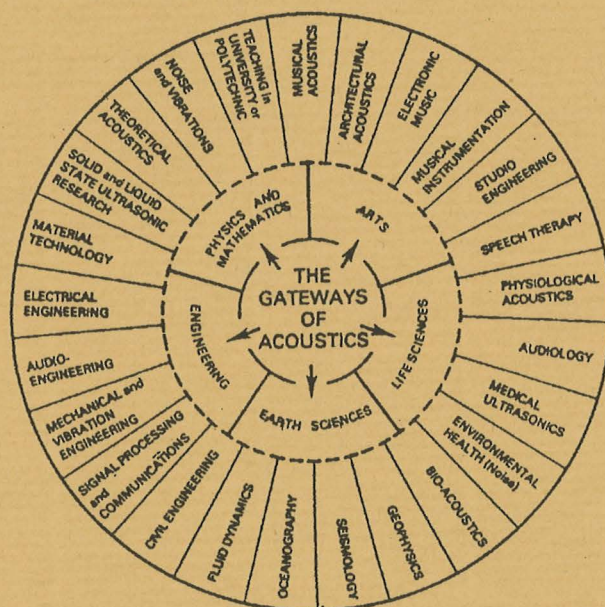 THE
GATEWAYS
OF
ACOUSTICS
PHYSICS AND
MATHEMATICS
ARTS
LIFE SCIENCES
EARTH SCIENCES
ENGINEERING
MUSICAL
ACOUSTICS
ARCHITECTURAL
ACOUSTICS
ELECTRONIC
MUSIC
MUSICAL
INSTRUMENTATION
STUDIO
ENGINEERING
SPEECH THERAPY
PHYSIOLOGICAL
ACOUSTICS
AUDIOLOGY
MEDICAL
ULTRASONICS
ENVIRONMENTAL
HEALTH (Noise)
BIO-ACOUSTICS
GEOPHYSICS
SEISMOLOGY
OCEANOGRAPHY
FLUID DYNAMICS
CIVIL ENGINEERING
SIGNAL PROCESSING
and
COMMUNICATIONS
MECHANICAL and
VIBRATION
ENGINEERING
AUDIO-
ENGINEERING
ELECTRICAL
ENGINEERING
MATERIAL
TECHNOLOGY
SOLID and LIQUID
STATE ULTRASONIC
RESEARCH
THEORETICAL
ACOUSTICS
NOISE
and VIBRATIONS
TEACHING in
UNIVERSITY or
POLYTECHNIC